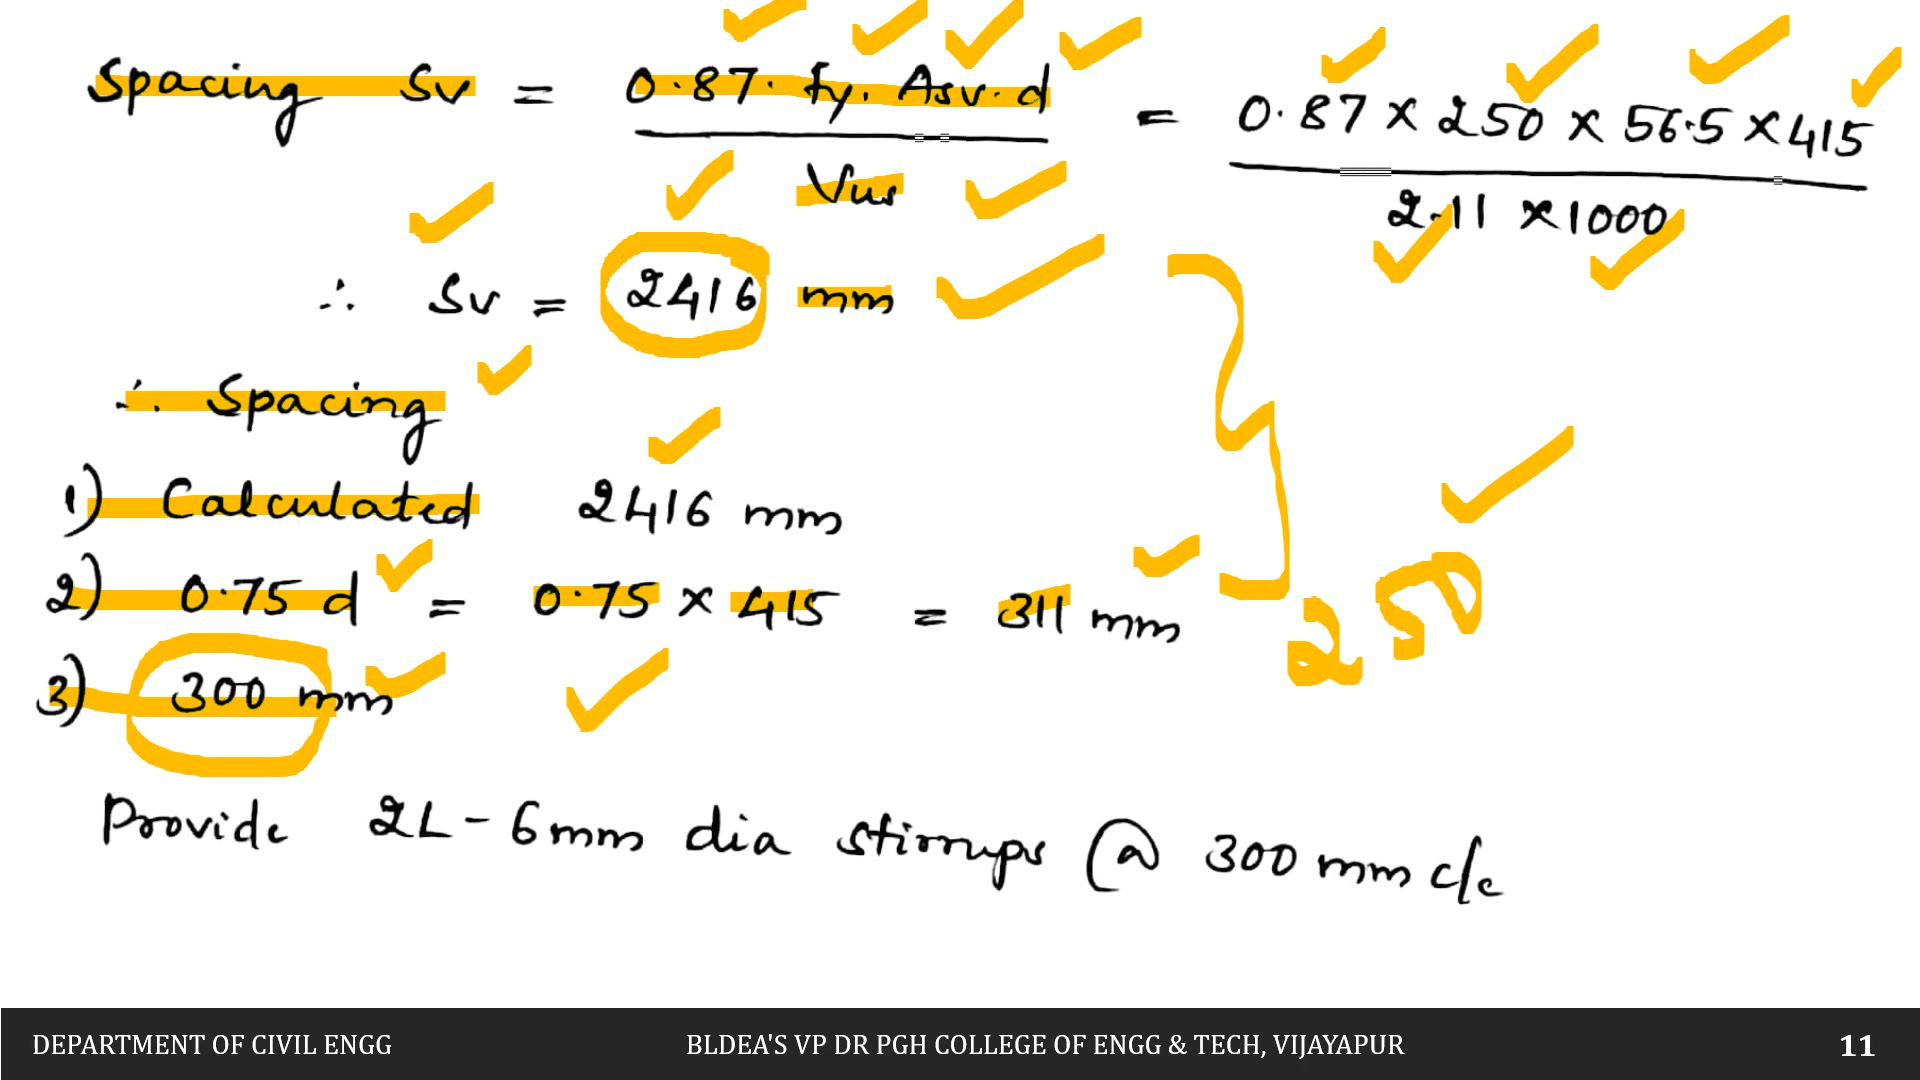 Spacing Sv = 0.87. fy. Asv. d / Vus = 0.87 × 250 × 56.5 × 415 / 2.11 × 1000
∴ Sv = 2416 mm
∴ Spacing
1) Calculated 2416 mm
2) 0.75 d = 0.75 × 415 = 311 mm
250
3) 300 mm
Provide 2L - 6mm dia stirrups @ 300 mm c/c
DEPARTMENT OF CIVIL ENGG BLDEA'S VP DR PGH COLLEGE OF ENGG & TECH, VIJAYAPUR 11